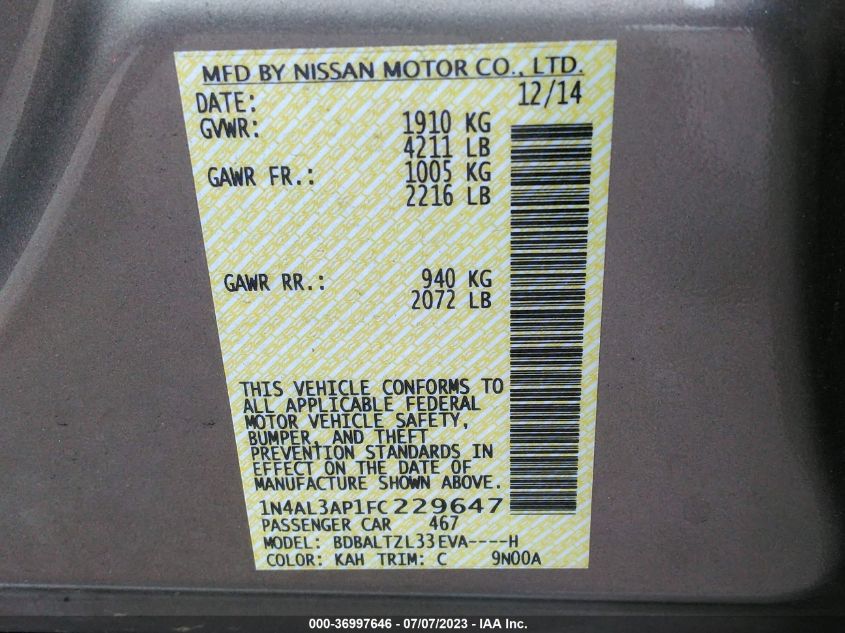 MFD BY NISSAN MOTOR CO., LTD.
DATE: 12/14
GVWR: 1910 KG
4211 LB
GAWR FR.: 1005 KG
2216 LB
GAWR RR.: 940 KG
2072 LB
THIS VEHICLE CONFORMS TO
ALL APPLICABLE FEDERAL
MOTOR VEHICLE SAFETY,
BUMPER, AND THEFT
PREVENTION STANDARDS IN
EFFECT ON THE DATE OF
MANUFACTURE SHOWN ABOVE.
1N4AL3AP1FC229647
PASSENGER CAR 467
MODEL: BDBALTZL33EVA----H
COLOR: KAH TRIM: C 9N00A
000-36997646 - 07/07/2023 - IAA Inc.